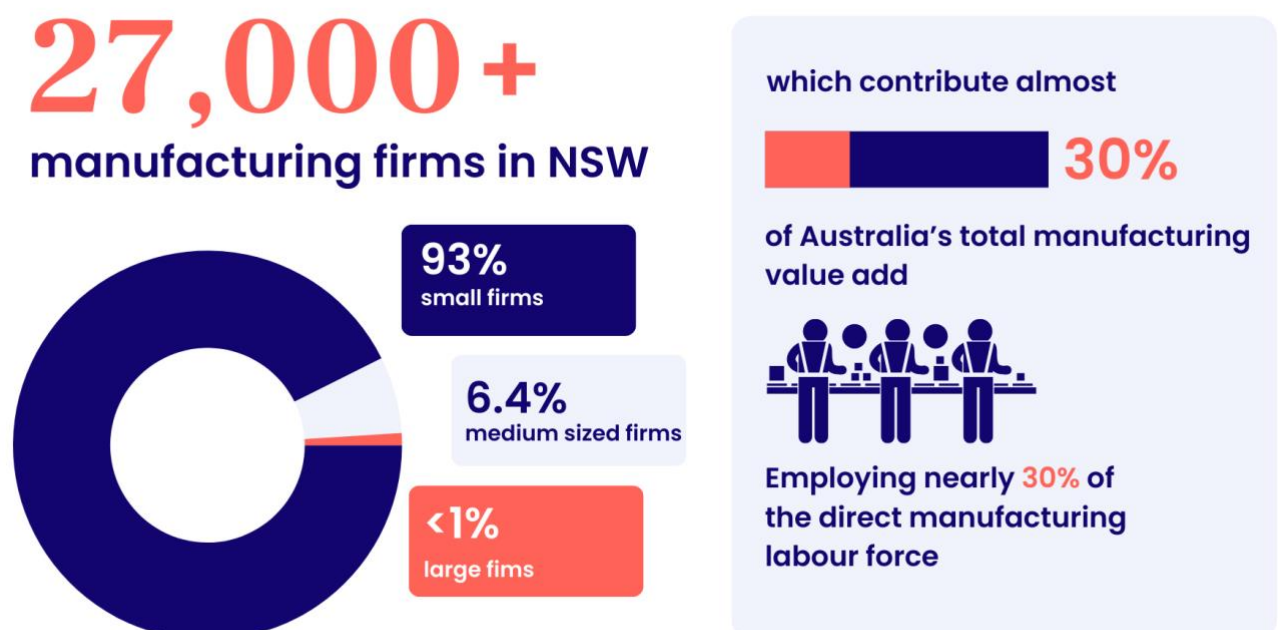 27,000+
manufacturing firms in NSW
93%
small firms
6.4%
medium sized firms
<1%
large fims
which contribute almost
30%
of Australia’s total manufacturing
value add
Employing nearly 30% of
the direct manufacturing
labour force